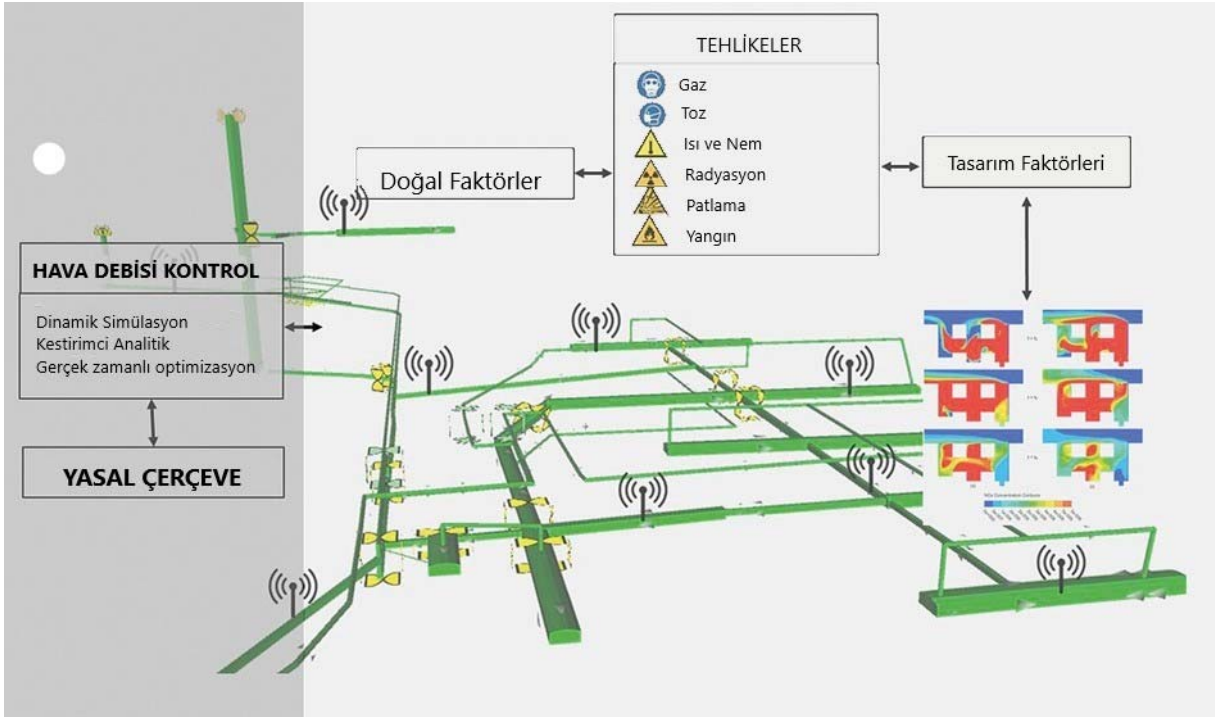 TEHLİKELER
Gaz
Toz
Isı ve Nem
Radyasyon
Patlama
Yangın
Doğal Faktörler
Tasarım Faktörleri
HAVA DEBİSİ KONTROL
Dinamik Simülasyon
Kestirimci Analitik
Gerçek zamanlı optimizasyon
YASAL ÇERÇEVE